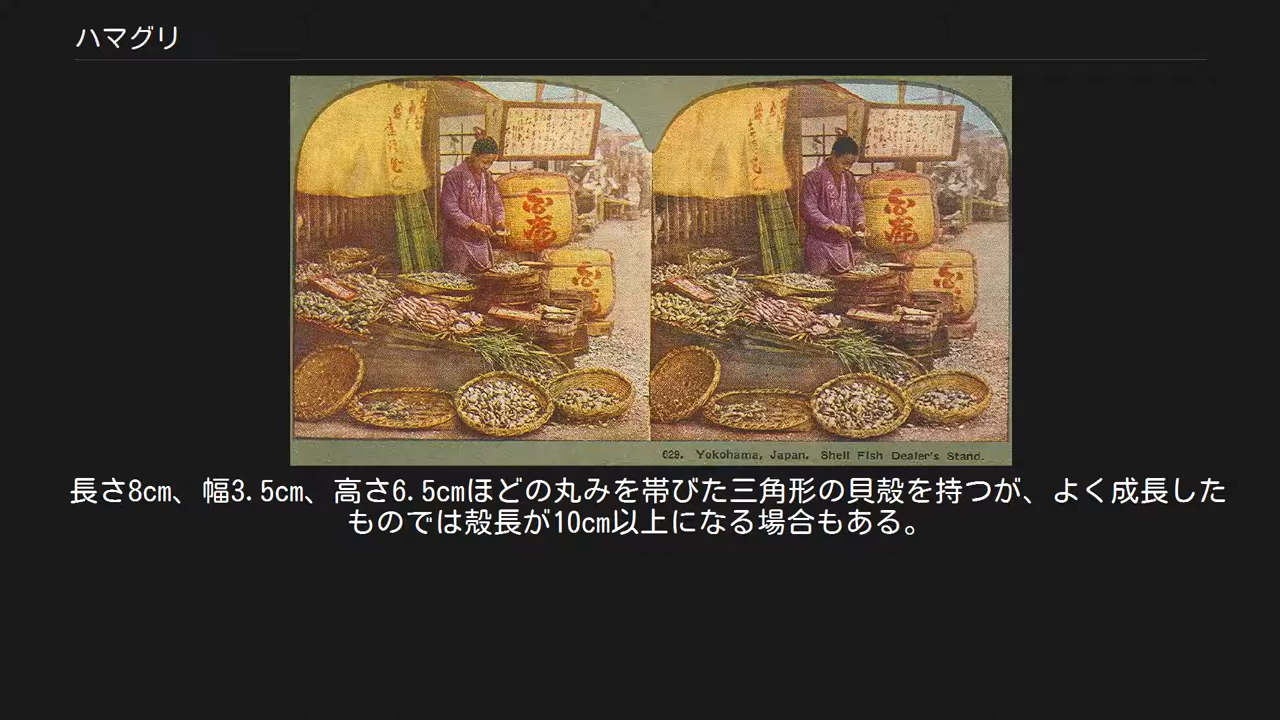 ハマグリ
629. Yokohama, Japan. Shell Fish Dealer's Stand.
長さ8cm、幅3.5cm、高さ6.5cmほどの丸みを帯びた三角形の貝殻を持つが、よく成長した
ものでは殻長が10cm以上になる場合もある。